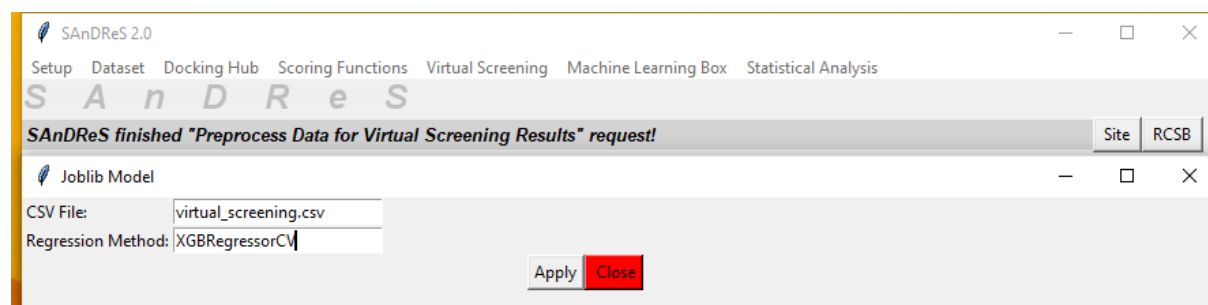 SAnDReS 2.0
Setup Dataset Docking Hub Scoring Functions Virtual Screening Machine Learning Box Statistical Analysis
S A n D R e S
SAnDReS finished "Preprocess Data for Virtual Screening Results" request! Site RCSB
Joblib Model
CSV File: virtual_screening.csv
Regression Method: XGBRegressorCV
Apply Close